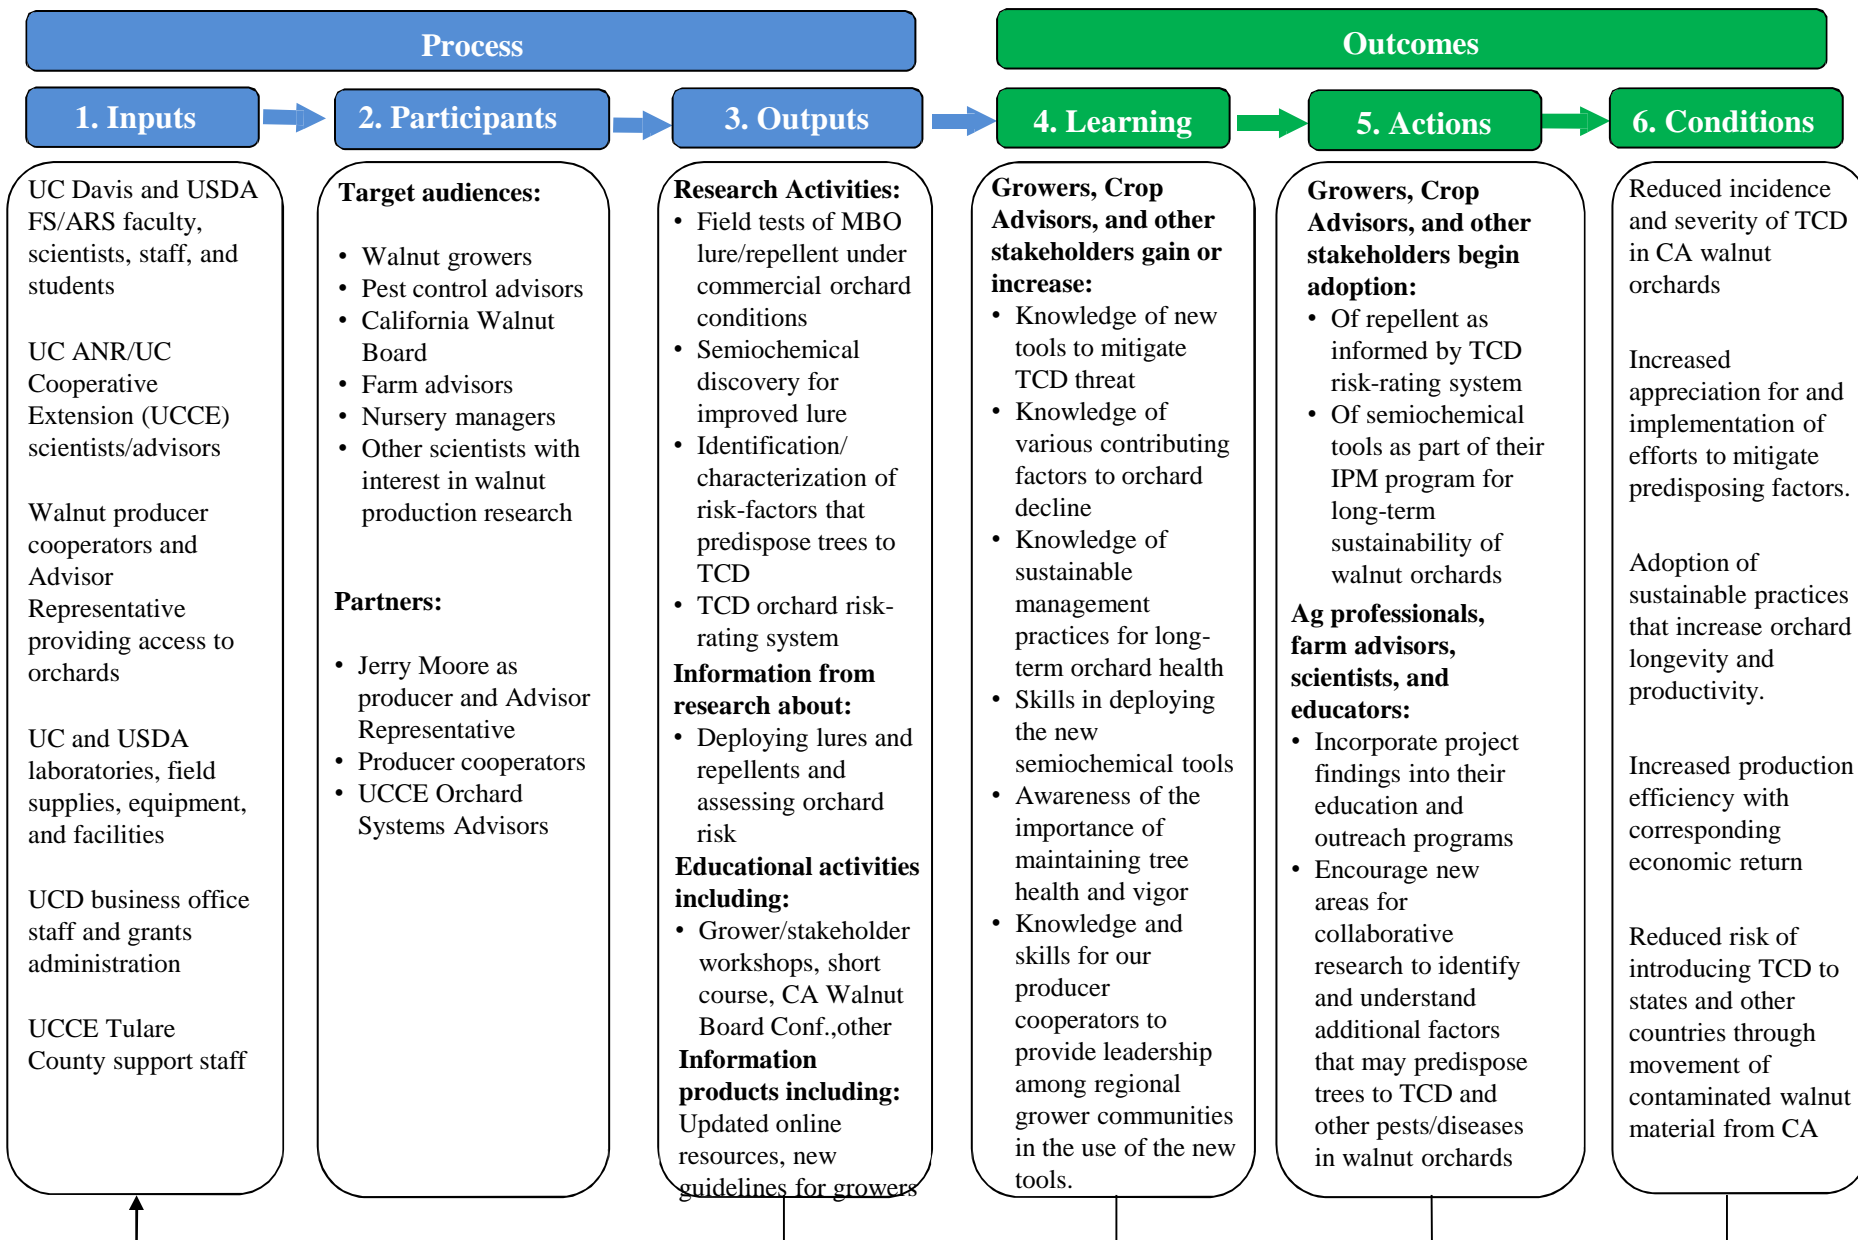 Process
Outcomes
1. Inputs
2. Participants
3. Outputs
4. Learning
5. Actions
6. Conditions
UC Davis and USDA
FS/ARS faculty,
scientists, staff, and
students
UC ANR/UC
Cooperative
Extension (UCCE)
scientists/advisors
Walnut producer
cooperators and
Advisor
Representative
providing access to
orchards
UC and USDA
laboratories, field
supplies, equipment,
and facilities
UCD business office
staff and grants
administration
UCCE Tulare
County support staff
Target audiences:
• Walnut growers
• Pest control advisors
• California Walnut
Board
• Farm advisors
• Nursery managers
• Other scientists with
interest in walnut
production research
Partners:
• Jerry Moore as
producer and Advisor
Representative
• Producer cooperators
• UCCE Orchard
Systems Advisors
Research Activities:
• Field tests of MBO
lure/repellent under
commercial orchard
conditions
• Semiochemical
discovery for
improved lure
• Identification/
characterization of
risk-factors that
predispose trees to
TCD
• TCD orchard risk-
rating system
Information from
research about:
• Deploying lures and
repellents and
assessing orchard
risk
Educational activities
including:
• Grower/stakeholder
workshops, short
course, CA Walnut
Board Conf.,other
Information
products including:
Updated online
resources, new
guidelines for growers
Growers, Crop
Advisors, and other
stakeholders gain or
increase:
• Knowledge of new
tools to mitigate
TCD threat
• Knowledge of
various contributing
factors to orchard
decline
• Knowledge of
sustainable
management
practices for long-
term orchard health
• Skills in deploying
the new
semiochemical tools
• Awareness of the
importance of
maintaining tree
health and vigor
• Knowledge and
skills for our
producer
cooperators to
provide leadership
among regional
grower communities
in the use of the new
tools.
Growers, Crop
Advisors, and other
stakeholders begin
adoption:
• Of repellent as
informed by TCD
risk-rating system
• Of semiochemical
tools as part of their
IPM program for
long-term
sustainability of
walnut orchards
Ag professionals,
farm advisors,
scientists, and
educators:
• Incorporate project
findings into their
education and
outreach programs
• Encourage new
areas for
collaborative
research to identify
and understand
additional factors
that may predispose
trees to TCD and
other pests/diseases
in walnut orchards
Reduced incidence
and severity of TCD
in CA walnut
orchards
Increased
appreciation for and
implementation of
efforts to mitigate
predisposing factors.
Adoption of
sustainable practices
that increase orchard
longevity and
productivity.
Increased production
efficiency with
corresponding
economic return
Reduced risk of
introducing TCD to
states and other
countries through
movement of
contaminated walnut
material from CA